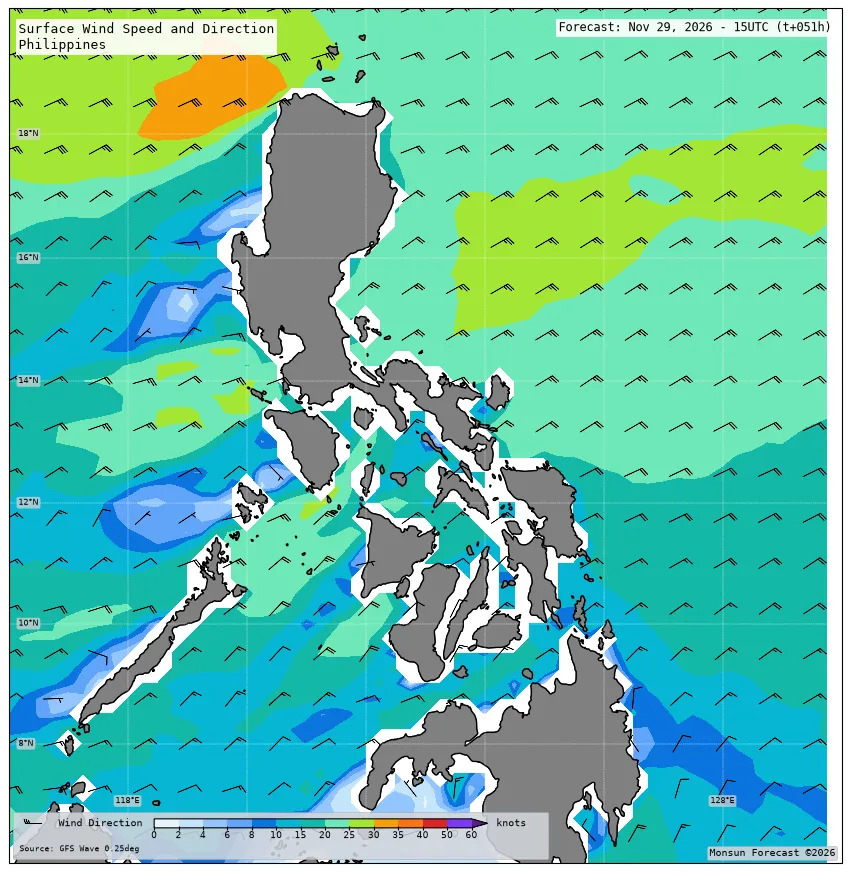 Surface Wind Speed and Direction
Philippines
Forecast: Nov 29, 2026 - 15UTC (t+051h)
18°N
16°N
14°N
12°N
10°N
8°N
118°E
128°E
Wind Direction
knots
0 2 4 6 8 10 15 20 25 30 35 40 50 60
Source: GFS Wave 0.25deg
Monsun Forecast ©2026